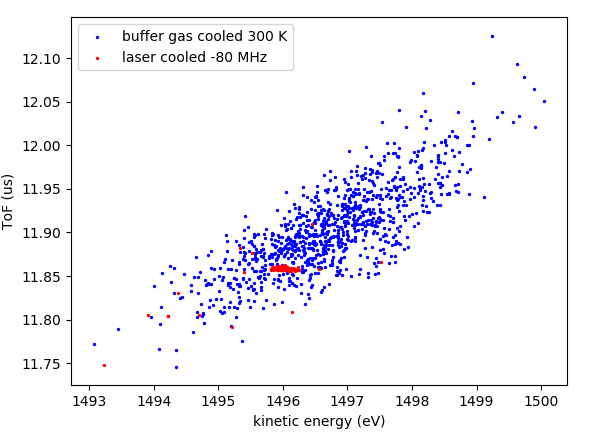 buffer gas cooled 300 K
laser cooled -80 MHz
12.10
12.05
12.00
11.95
11.90
11.85
11.80
11.75
ToF (us)
1493 1494 1495 1496 1497 1498 1499 1500
kinetic energy (eV)